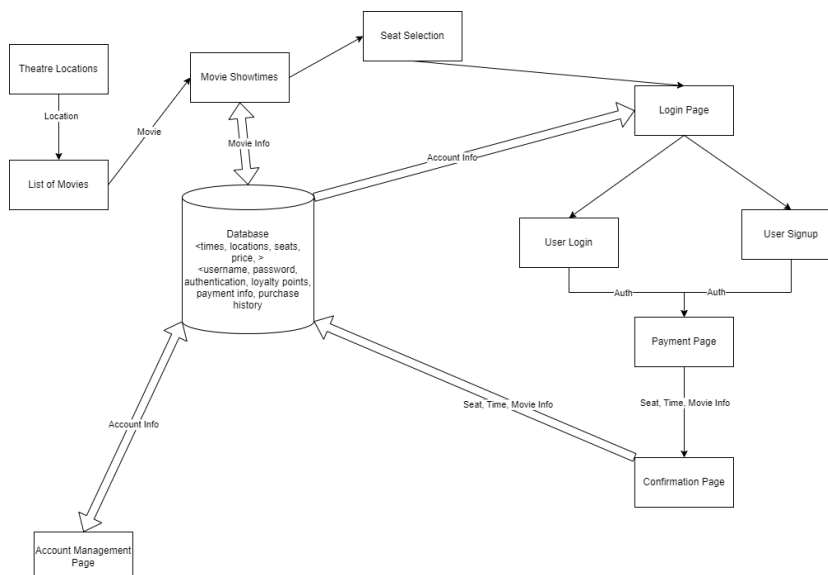 Seat Selection
Theatre Locations
Movie Showtimes
Login Page
Location
Movie
Movie Info
Account Info
List of Movies
Database
<times, locations, seats,
price, >
<username, password,
authentication, loyalty points,
payment info, purchase
history
User Login
User Signup
Auth
Auth
Payment Page
Seat, Time, Movie Info
Seat, Time, Movie Info
Account Info
Confirmation Page
Account Management
Page